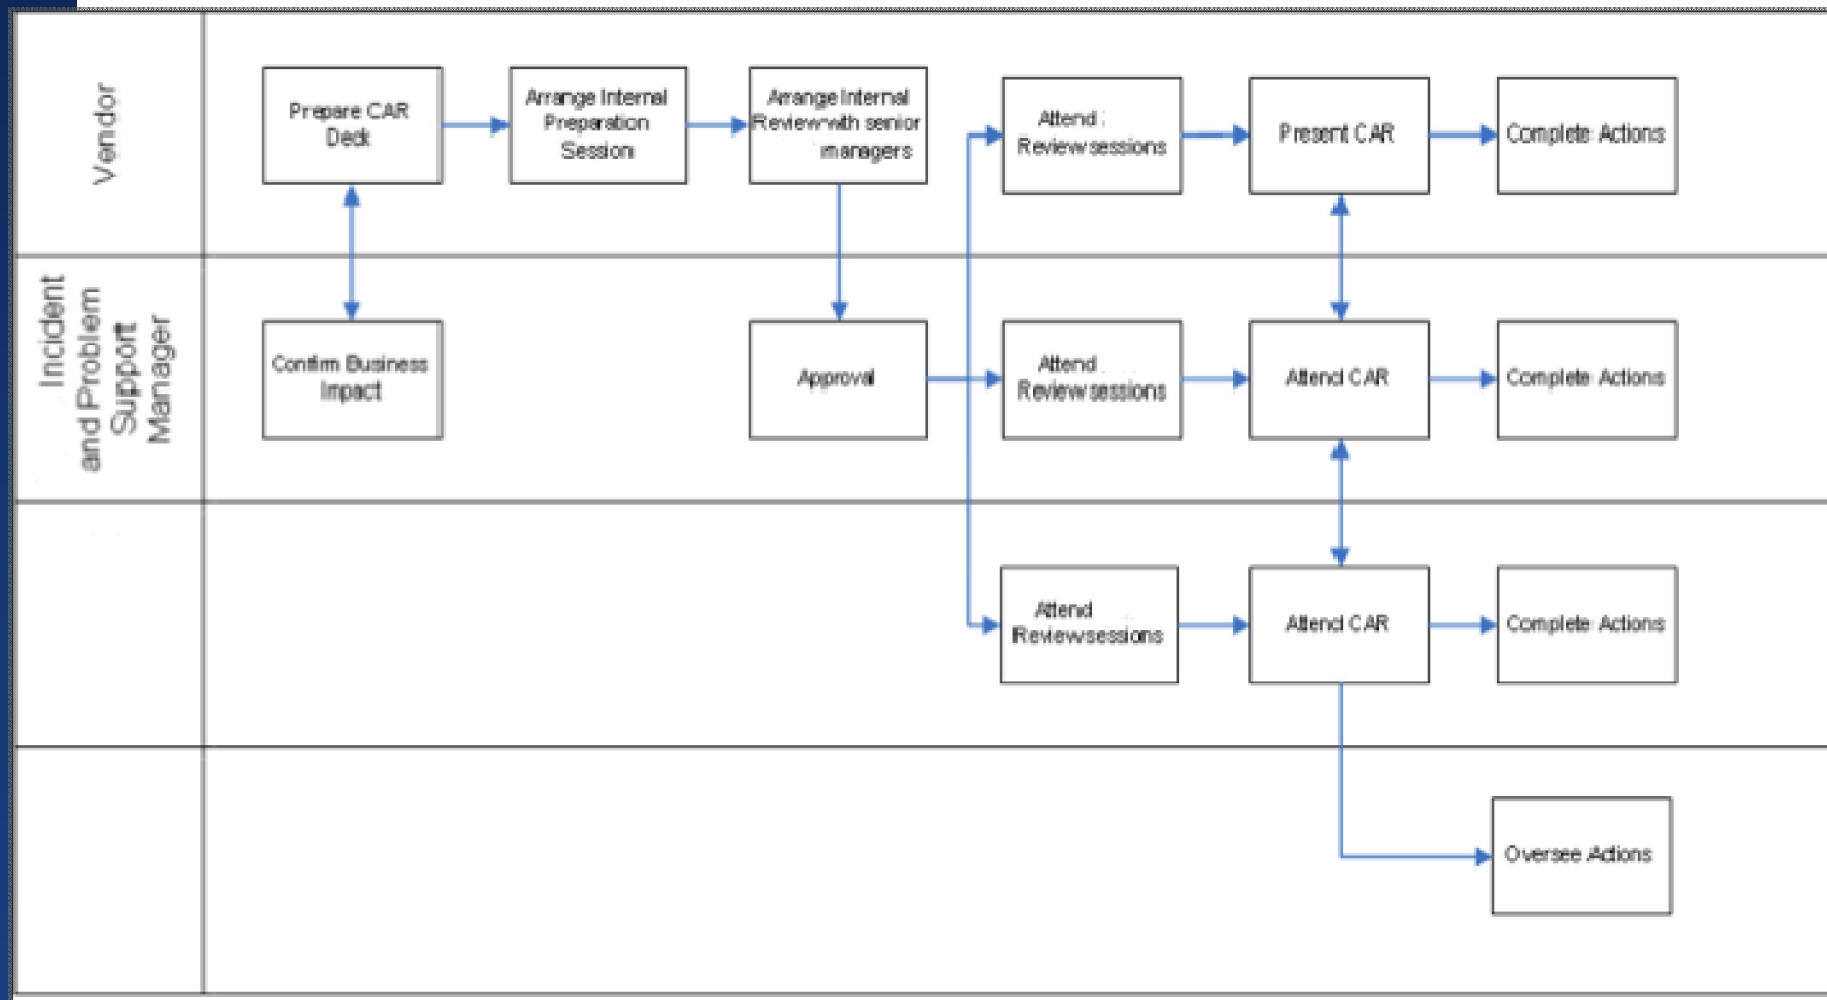 Vendor
Prepare CAR
Deck
Arrange Internal
Preparation
Session
Arrange Internal
Review with senior
managers
Attend
Review sessions
Present CAR
Complete Actions
Incident
and Problem
Support
Manager
Confirm Business
Impact
Approval
Attend
Review sessions
Attend CAR
Complete Actions
Attend
Review sessions
Attend CAR
Complete Actions
Oversee Actions